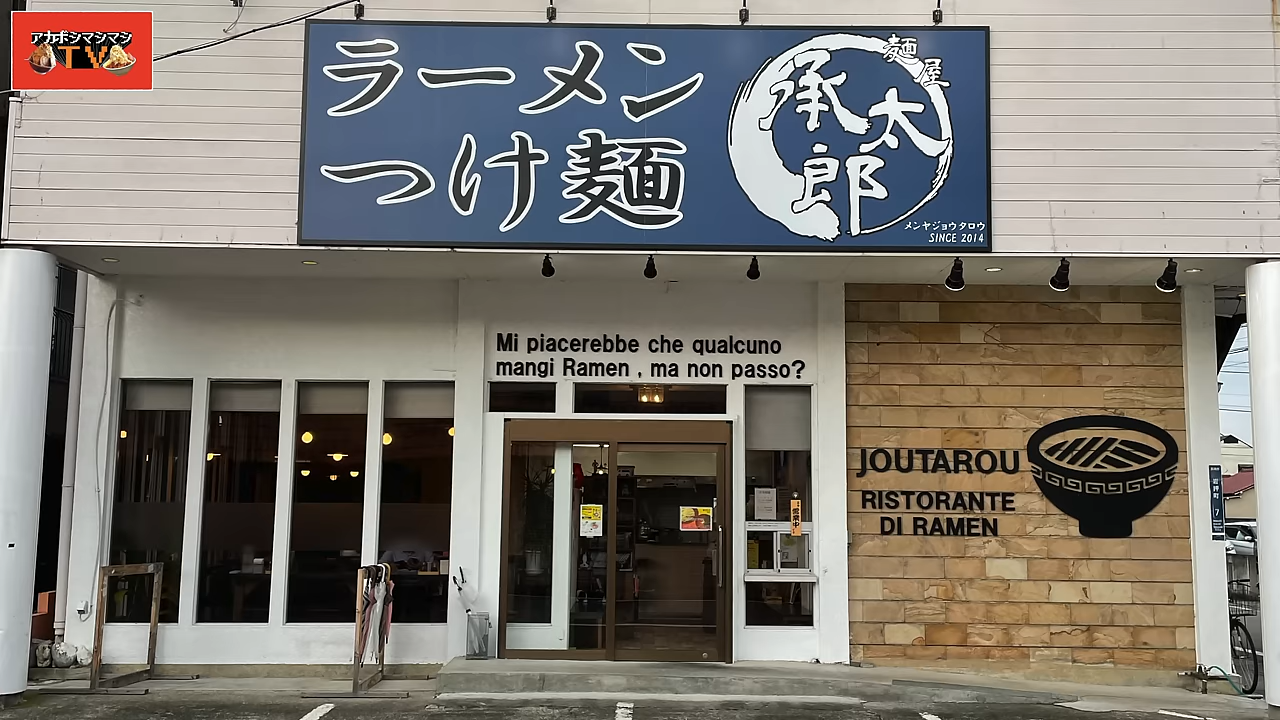 アカボシマシマシ
TV
ラーメン
つけ麺
麺屋
承太郎
メンヤジョウタロウ
SINCE 2014
Mi piacerebbe che qualcuno
mangi Ramen , ma non passo?
JOUTAROU
RISTORANTE
DI RAMEN
7